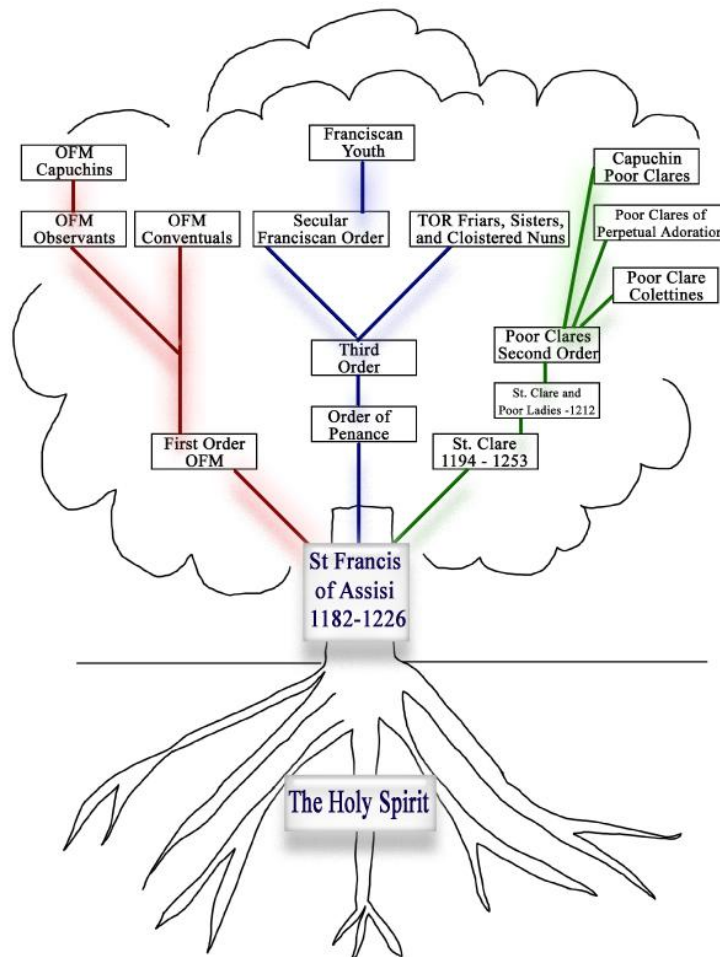 Franciscan
Youth
OFM
Capuchins
Capuchin
Poor Clares
OFM
Observants
OFM
Conventuals
Secular
Franciscan Order
TOR Friars, Sisters,
and Cloistered Nuns
Poor Clares of
Perpetual Adoration
Poor Clare
Colettines
Third
Order
Poor Clares
Second Order
St. Clare and
Poor Ladies -1212
Order of
Penance
First Order
OFM
St. Clare
1194 - 1253
St Francis
of Assisi
1182-1226
The Holy Spirit